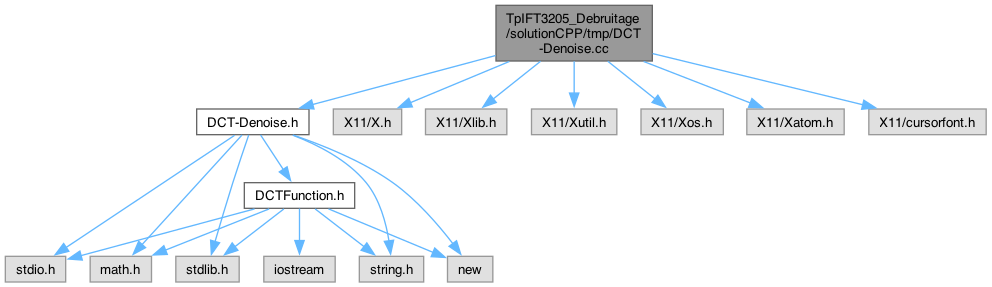 TpIFT3205_Debruitage
/solutionCPP/tmp/DCT
-Denoise.cc
DCT-Denoise.h
X11/X.h
X11/Xlib.h
X11/Xutil.h
X11/Xos.h
X11/Xatom.h
X11/cursorfont.h
DCTFunction.h
stdio.h
math.h
stdlib.h
iostream
string.h
new